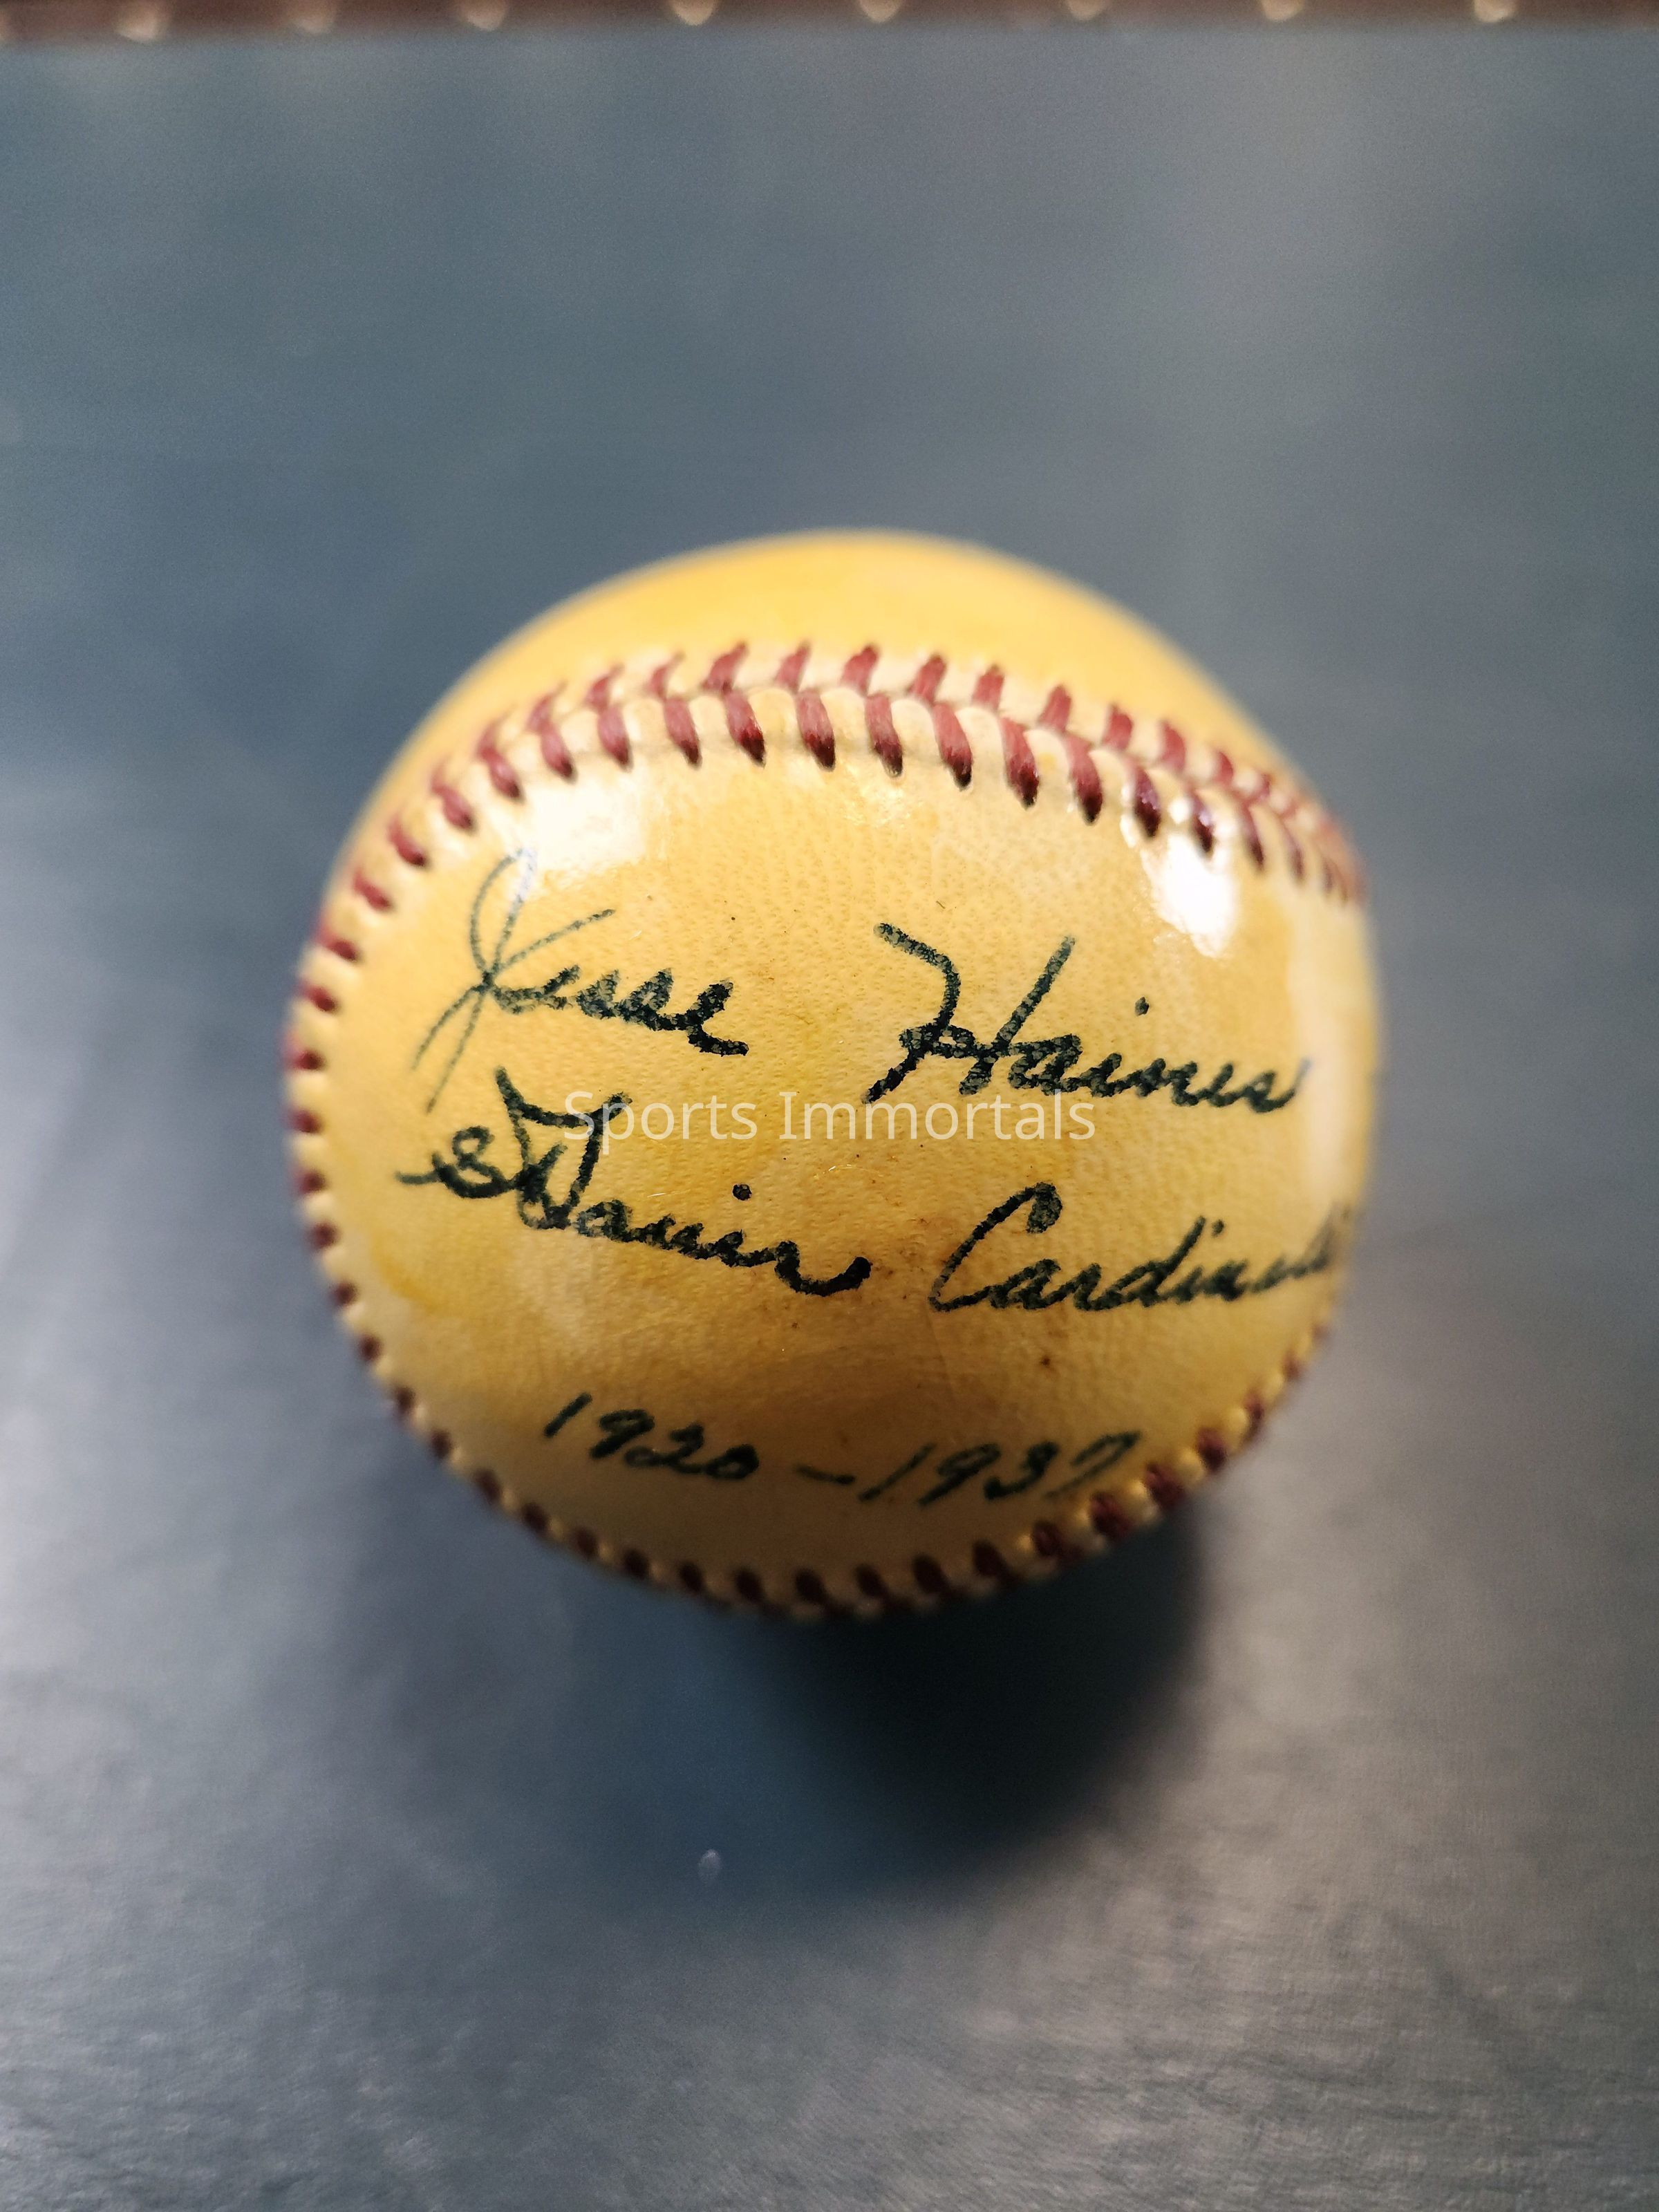 Jesse Haines
St Louis Cardinals
Sports Immortals
1920-1937